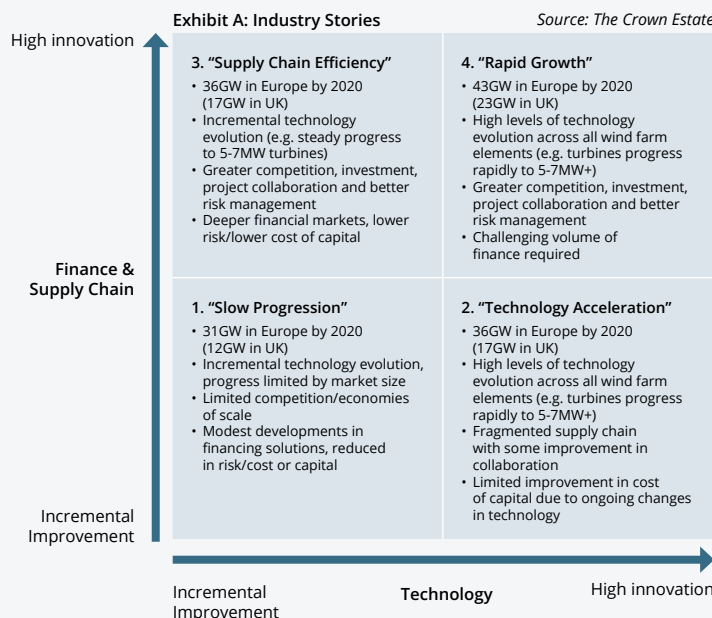 Exhibit A: Industry Stories
Source: The Crown Estate
High innovation
3. “Supply Chain Efficiency”
• 36GW in Europe by 2020
(17GW in UK)
• Incremental technology
evolution (e.g. steady progress
to 5-7MW turbines)
• Greater competition, investment,
project collaboration and better
risk management
• Deeper financial markets, lower
risk/lower cost of capital
4. “Rapid Growth”
• 43GW in Europe by 2020
(23GW in UK)
• High levels of technology
evolution across all wind farm
elements (e.g. turbines progress
rapidly to 5-7MW+)
• Greater competition, investment,
project collaboration and better
risk management
• Challenging volume of
finance required
Finance &
Supply Chain
1. “Slow Progression”
• 31GW in Europe by 2020
(12GW in UK)
• Incremental technology evolution,
progress limited by market size
• Limited competition/economies
of scale
• Modest developments in
financing solutions, reduced
in risk/cost or capital
2. “Technology Acceleration”
• 36GW in Europe by 2020
(17GW in UK)
• High levels of technology
evolution across all wind farm
elements (e.g. turbines progress
rapidly to 5-7MW+)
• Fragmented supply chain
with some improvement in
collaboration
• Limited improvement in cost
of capital due to ongoing changes
in technology
Incremental
Improvement
Incremental
Improvement
Technology
High innovation